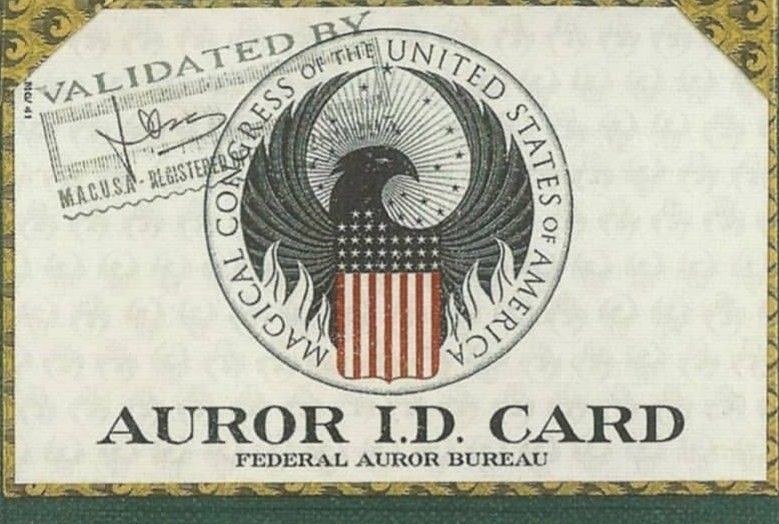 VALIDATED BY
M.A.C.U.S.A - REGISTERED
MAGICAL CONGRESS OF THE UNITED STATES OF AMERICA
AUROR I.D. CARD
FEDERAL AUROR BUREAU